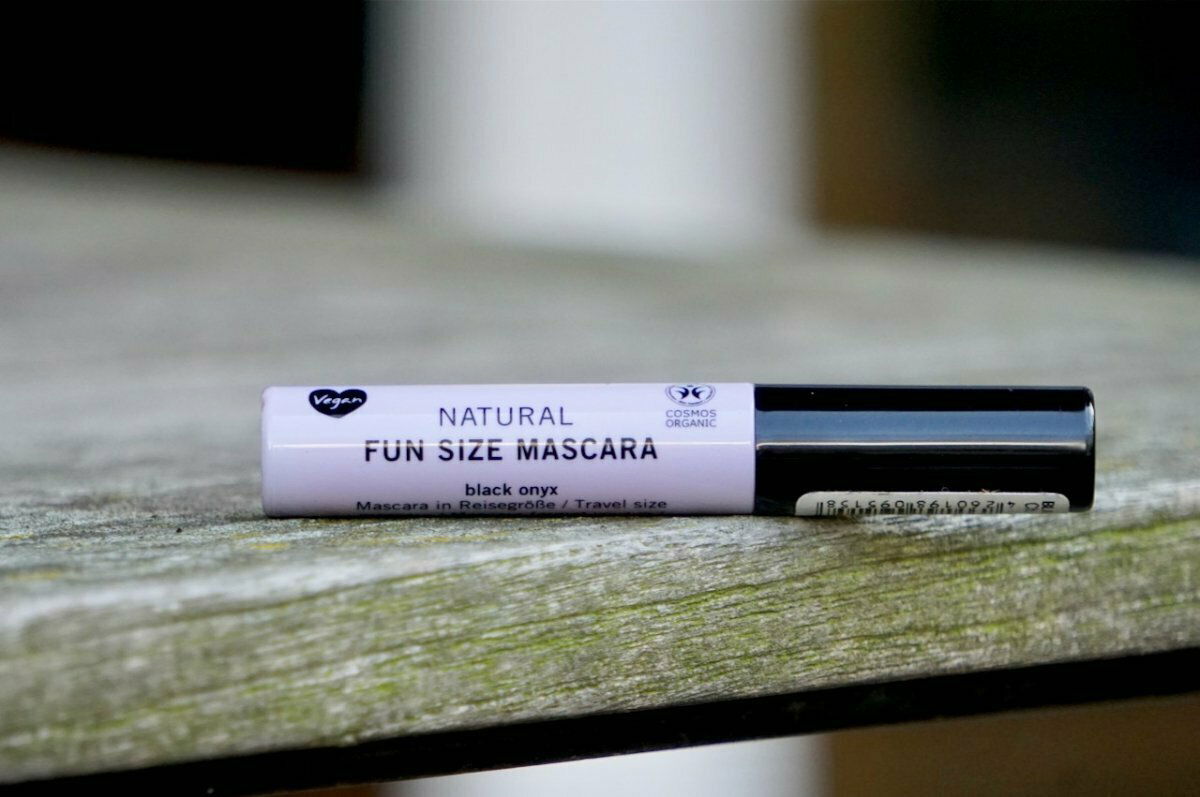 Vegan
NATURAL
FUN SIZE MASCARA
black onyx
Mascara in Reisegröße / Travel size
COSMOS
ORGANIC